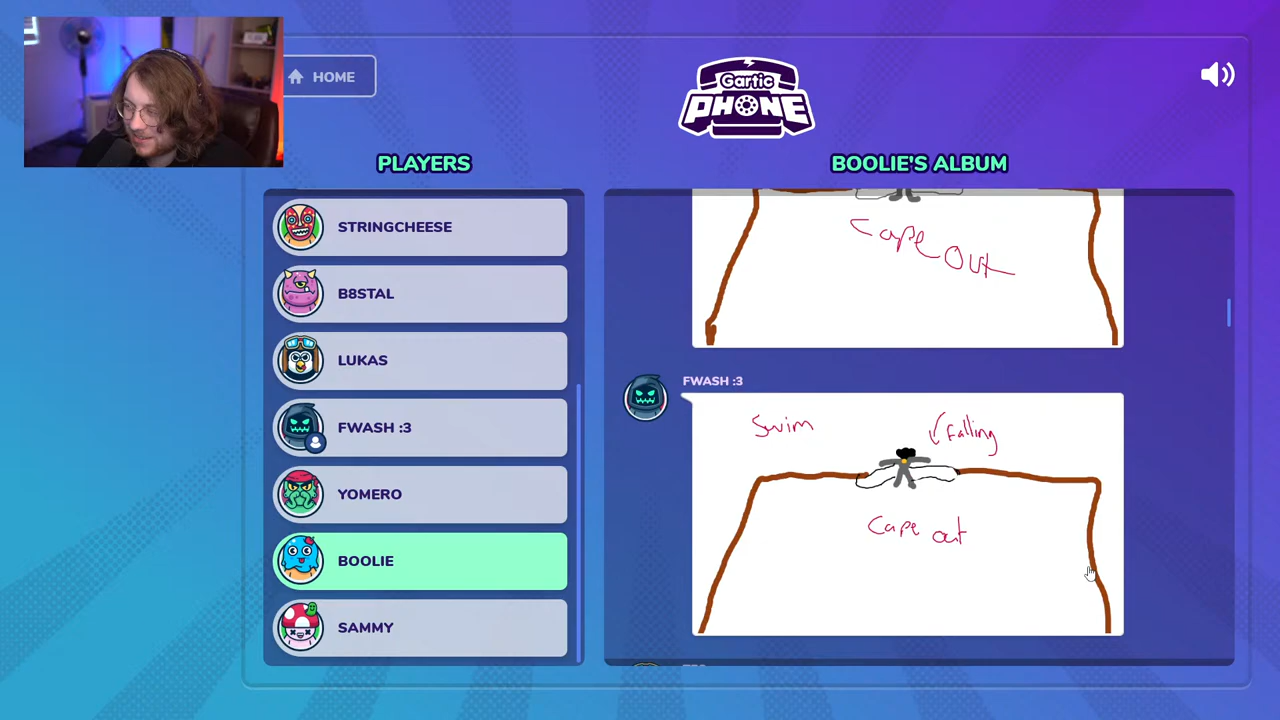 HOME
Gartic
PHONE
PLAYERS
STRINGCHEESE
B8STAL
LUKAS
FWASH :3
YOMERO
BOOLIE
SAMMY
BOOLIE'S ALBUM
Cape Out
FWASH :3
Swim
Falling
Cape out